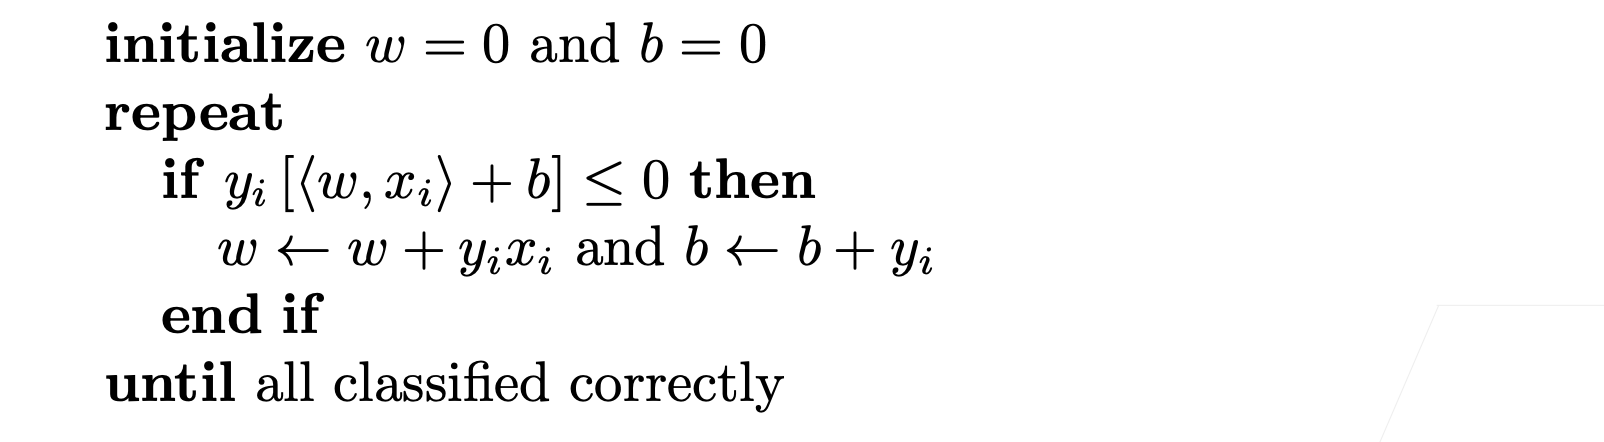 initialize w = 0 and b = 0
repeat
if y_i [⟨w, x_i⟩ + b] ≤ 0 then
w ← w + y_i x_i and b ← b + y_i
end if
until all classified correctly